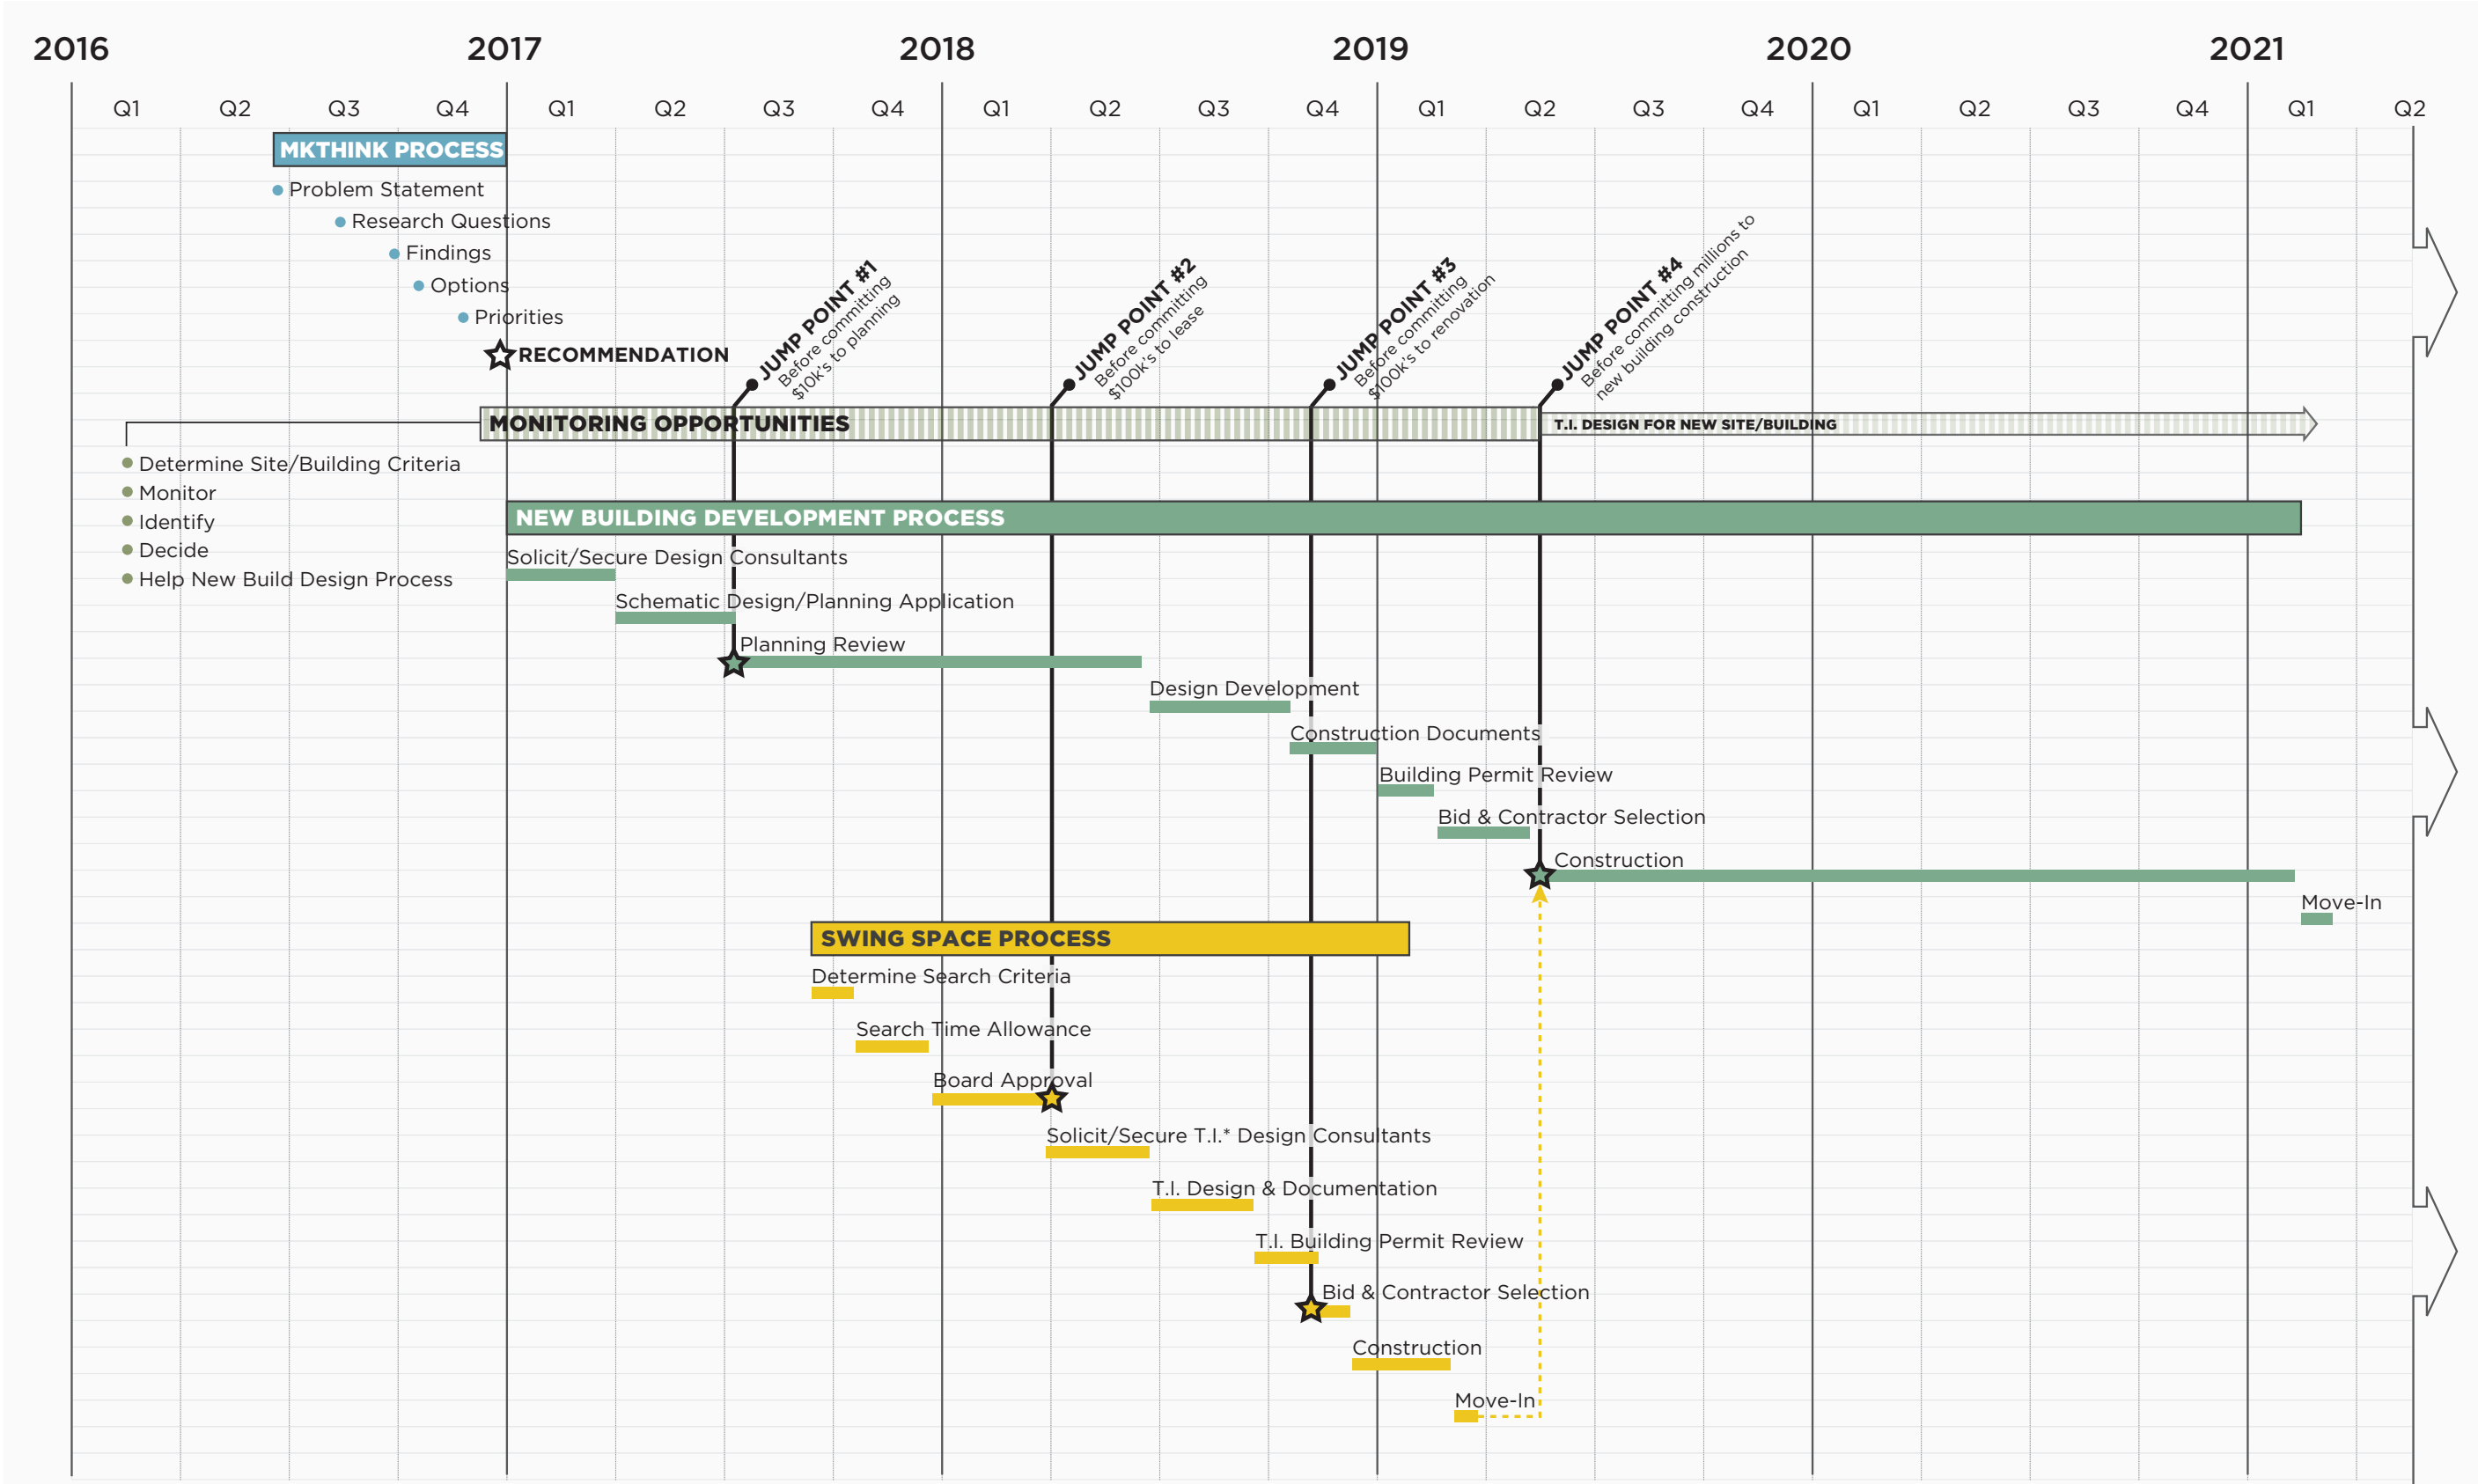 2016 2017 2018 2019 2020 2021
Q1 Q2 Q3 Q4 Q1 Q2 Q3 Q4 Q1 Q2 Q3 Q4 Q1 Q2 Q3 Q4 Q1 Q2 Q3 Q4 Q1 Q2
MKTHINK PROCESS
Problem Statement
Research Questions
Findings
Options
Priorities
RECOMMENDATION
JUMP POINT #1
Before committing
$10k's to planning
JUMP POINT #2
Before committing
$100k's to lease
JUMP POINT #3
Before committing
$100k's to renovation
JUMP POINT #4
Before committing millions to
new building construction
MONITORING OPPORTUNITIES
T.I. DESIGN FOR NEW SITE/BUILDING
Determine Site/Building Criteria
Monitor
Identify
Decide
Help New Build Design Process
NEW BUILDING DEVELOPMENT PROCESS
Solicit/Secure Design Consultants
Schematic Design/Planning Application
Planning Review
Design Development
Construction Documents
Building Permit Review
Bid & Contractor Selection
Construction
Move-In
SWING SPACE PROCESS
Determine Search Criteria
Search Time Allowance
Board Approval
Solicit/Secure T.I.* Design Consultants
T.I. Design & Documentation
T.I. Building Permit Review
Bid & Contractor Selection
Construction
Move-In